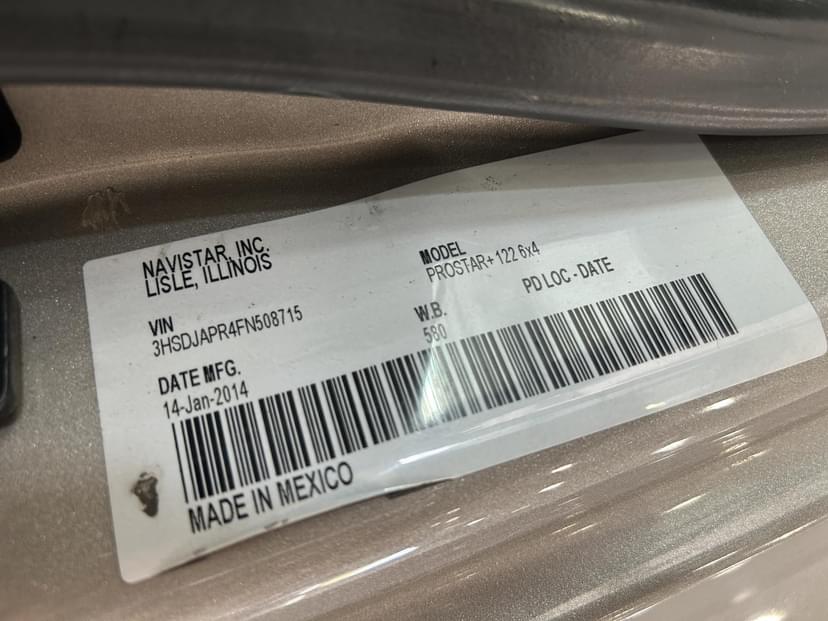 NAVISTAR, INC.
LISLE, ILLINOIS
MODEL
PROSTAR+ 122 6x4
VIN
3HSDJAPR4FN508715
W.B.
580
PD LOC - DATE
DATE MFG.
14-Jan-2014
MADE IN MEXICO